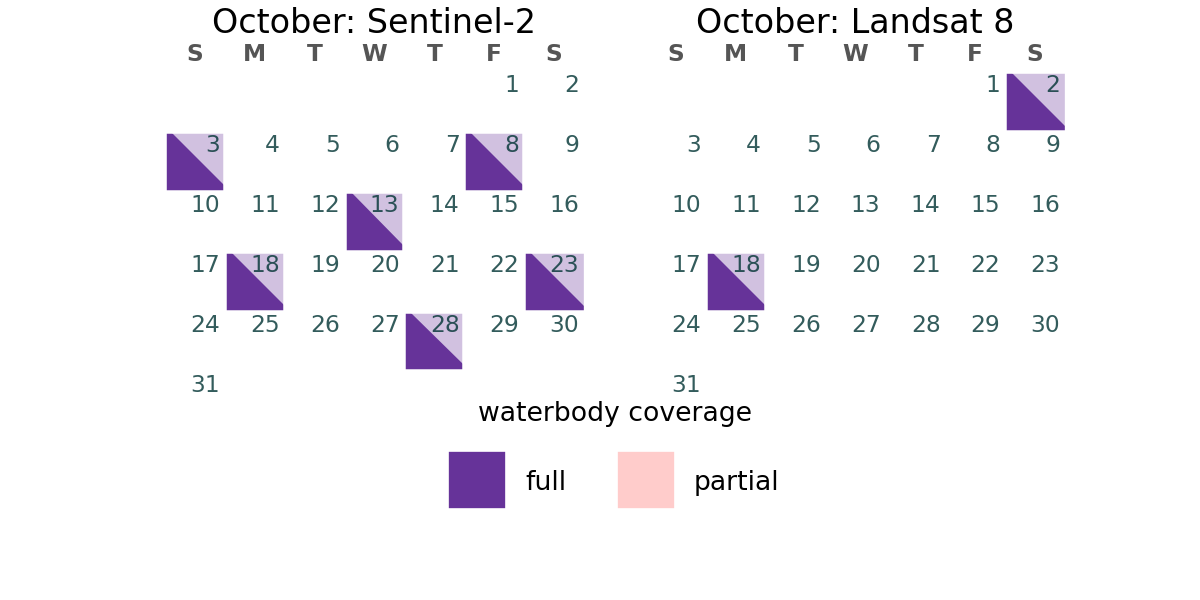 October: Sentinel-2
S M T W T F S
1 2
3 4 5 6 7 8 9
10 11 12 13 14 15 16
17 18 19 20 21 22 23
24 25 26 27 28 29 30
31
October: Landsat 8
S M T W T F S
1 2
3 4 5 6 7 8 9
10 11 12 13 14 15 16
17 18 19 20 21 22 23
24 25 26 27 28 29 30
31
waterbody coverage
full
partial